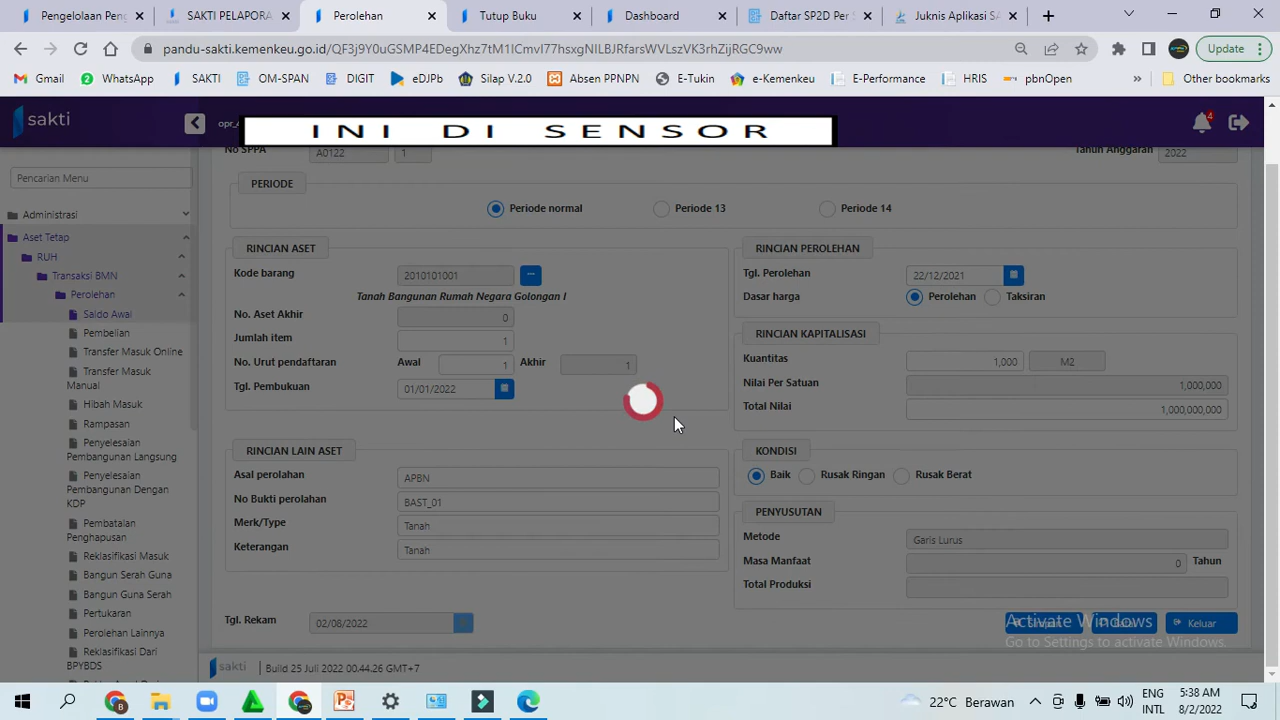 Pengelolaan Peng
SAKTI PELAPORA
Perolehan
Tutup Buku
Dashboard
Daftar SP2D Per S
Juknis Aplikasi SA
pandu-sakti.kemenkeu.go.id/QF3j9Y0uGSMP4EDegXhz7tM1ICmvI77hsxgNILBJRfarsWVLszVK3rhZijRGC9ww
Update
Gmail
WhatsApp
SAKTI
OM-SPAN
DIGIT
eJDPb
Silap V.2.0
Absen PPNPN
E-Tukin
e-Kemenkeu
E-Performance
HRIS
pbnOpen
Other bookmarks
sakti
INI DI SENSOR
4
No SPPA
A0122
1
Tahun Anggaran
2022
Pencarian Menu
Administrasi
Aset Tetap
RUH
Transaksi BMN
Perolehan
Saldo Awal
Pembelian
Transfer Masuk Online
Transfer Masuk
Manual
Hibah Masuk
Rampasan
Penyelesaian
Pembangunan Langsung
Penyelesaian
Pembangunan Dengan
KDP
Pembatalan
Penghapusan
Reklasifikasi Masuk
Bangun Serah Guna
Bangun Guna Serah
Pertukaran
Perolehan Lainnya
Reklasifikasi Dari
BPYBDS
PERIODE
Periode normal
Periode 13
Periode 14
RINCIAN ASET
Kode barang
2010101001
Tanah Bangunan Rumah Negara Golongan I
No. Aset Akhir
0
Jumlah item
1
No. Urut pendaftaran
Awal
1
Akhir
1
Tgl. Pembukuan
01/01/2022
RINCIAN PEROLEHAN
Tgl. Perolehan
22/12/2021
Dasar harga
Perolehan
Taksiran
RINCIAN KAPITALISASI
Kuantitas
1,000
M2
Nilai Per Satuan
1,000,000
Total Nilai
1,000,000,000
RINCIAN LAIN ASET
Asal perolahan
APBN
No Bukti perolahan
BAST_01
Merk/Type
Tanah
Keterangan
Tanah
KONDISI
Baik
Rusak Ringan
Rusak Berat
PENYUSUTAN
Metode
Garis Lurus
Masa Manfaat
0
Tahun
Total Produksi
Tgl. Rekam
02/08/2022
Keluar
Activate Windows
Go to Settings to activate Windows.
sakti
Build 25 Juli 2022 00.44.26 GMT+7
22°C Berawan
ENG
INTL
5:38 AM
8/2/2022